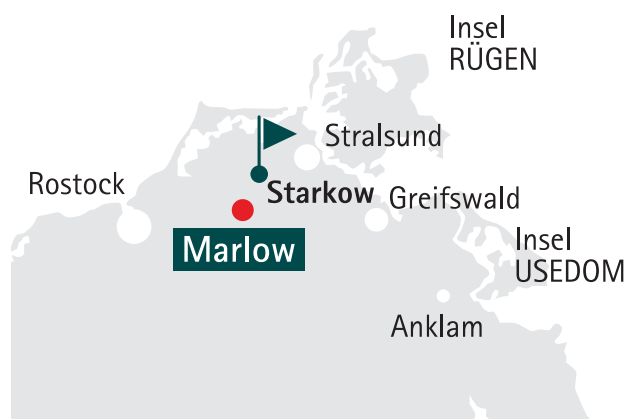 Insel
RÜGEN
Stralsund
Rostock
Starkow
Greifswald
Marlow
Insel
USEDOM
Anklam